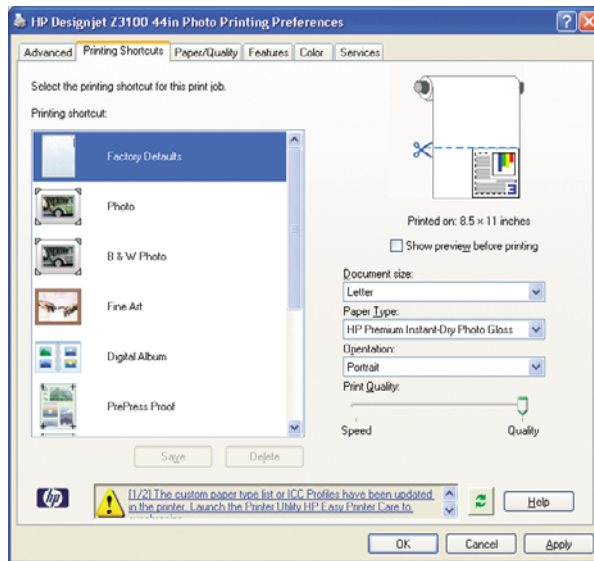 HP Designjet Z3100 44in Photo Printing Preferences
Advanced
Printing Shortcuts
Paper/Quality
Features
Color
Services
Select the printing shortcut for this print job.
Printing shortcut:
Factory Defaults
Photo
B & W Photo
Fine Art
Digital Album
PrePress Proof
Save
Delete
3
Printed on: 8.5 × 11 inches
Show preview before printing
Document size:
Letter
Paper Type:
HP Premium Instant-Dry Photo Gloss
Orientation:
Portrait
Print Quality:
Speed
Quality
hp
[1/2] The custom paper type list or ICC Profiles have been updated
in the printer. Launch the Printer Utility HP Easy Printer Care to
Help
OK
Cancel
Apply